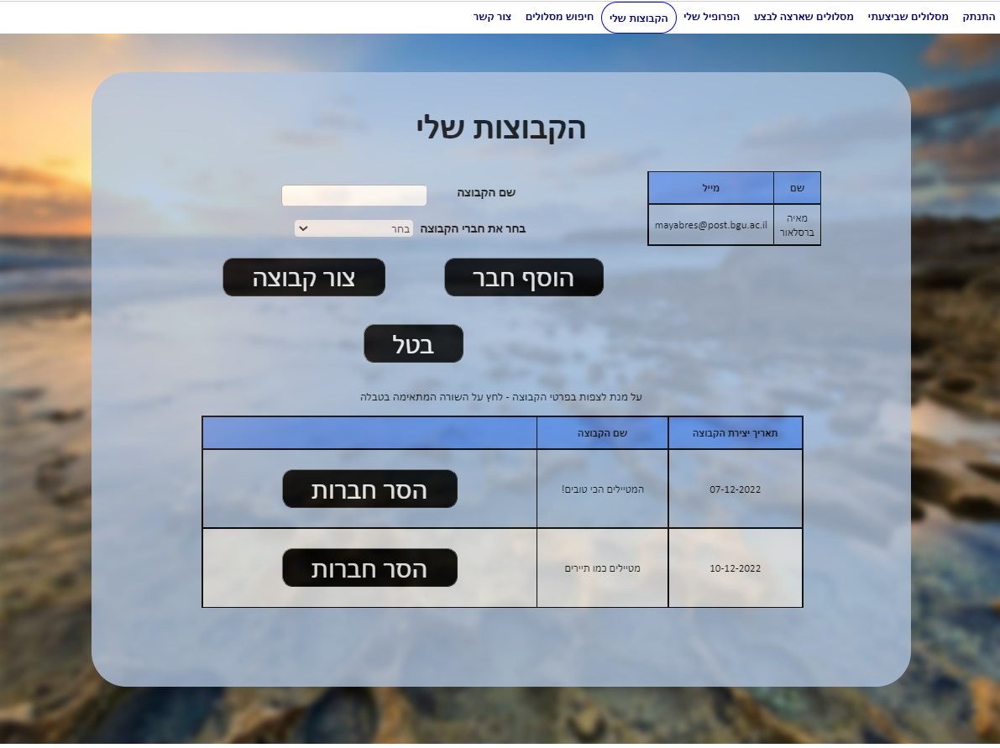 התנתק מסלולים שביצעתי מסלולים שארצה לבצע הפרופיל שלי הקבוצות שלי חיפוש מסלולים צור קשר
הקבוצות שלי
שם מייל
מאיה ברסלאור mayabres@post.bgu.ac.il
שם הקבוצה
בחר את חברי הקבוצה בחר
הוסף חבר צור קבוצה
בטל
על מנת לצפות בפרטי הקבוצה - לחץ על השורה המתאימה בטבלה
תאריך יצירת הקבוצה שם הקבוצה
07-12-2022 המטיילים הכי טובים! הסר חברות
10-12-2022 מטיילים כמו תיירים הסר חברות